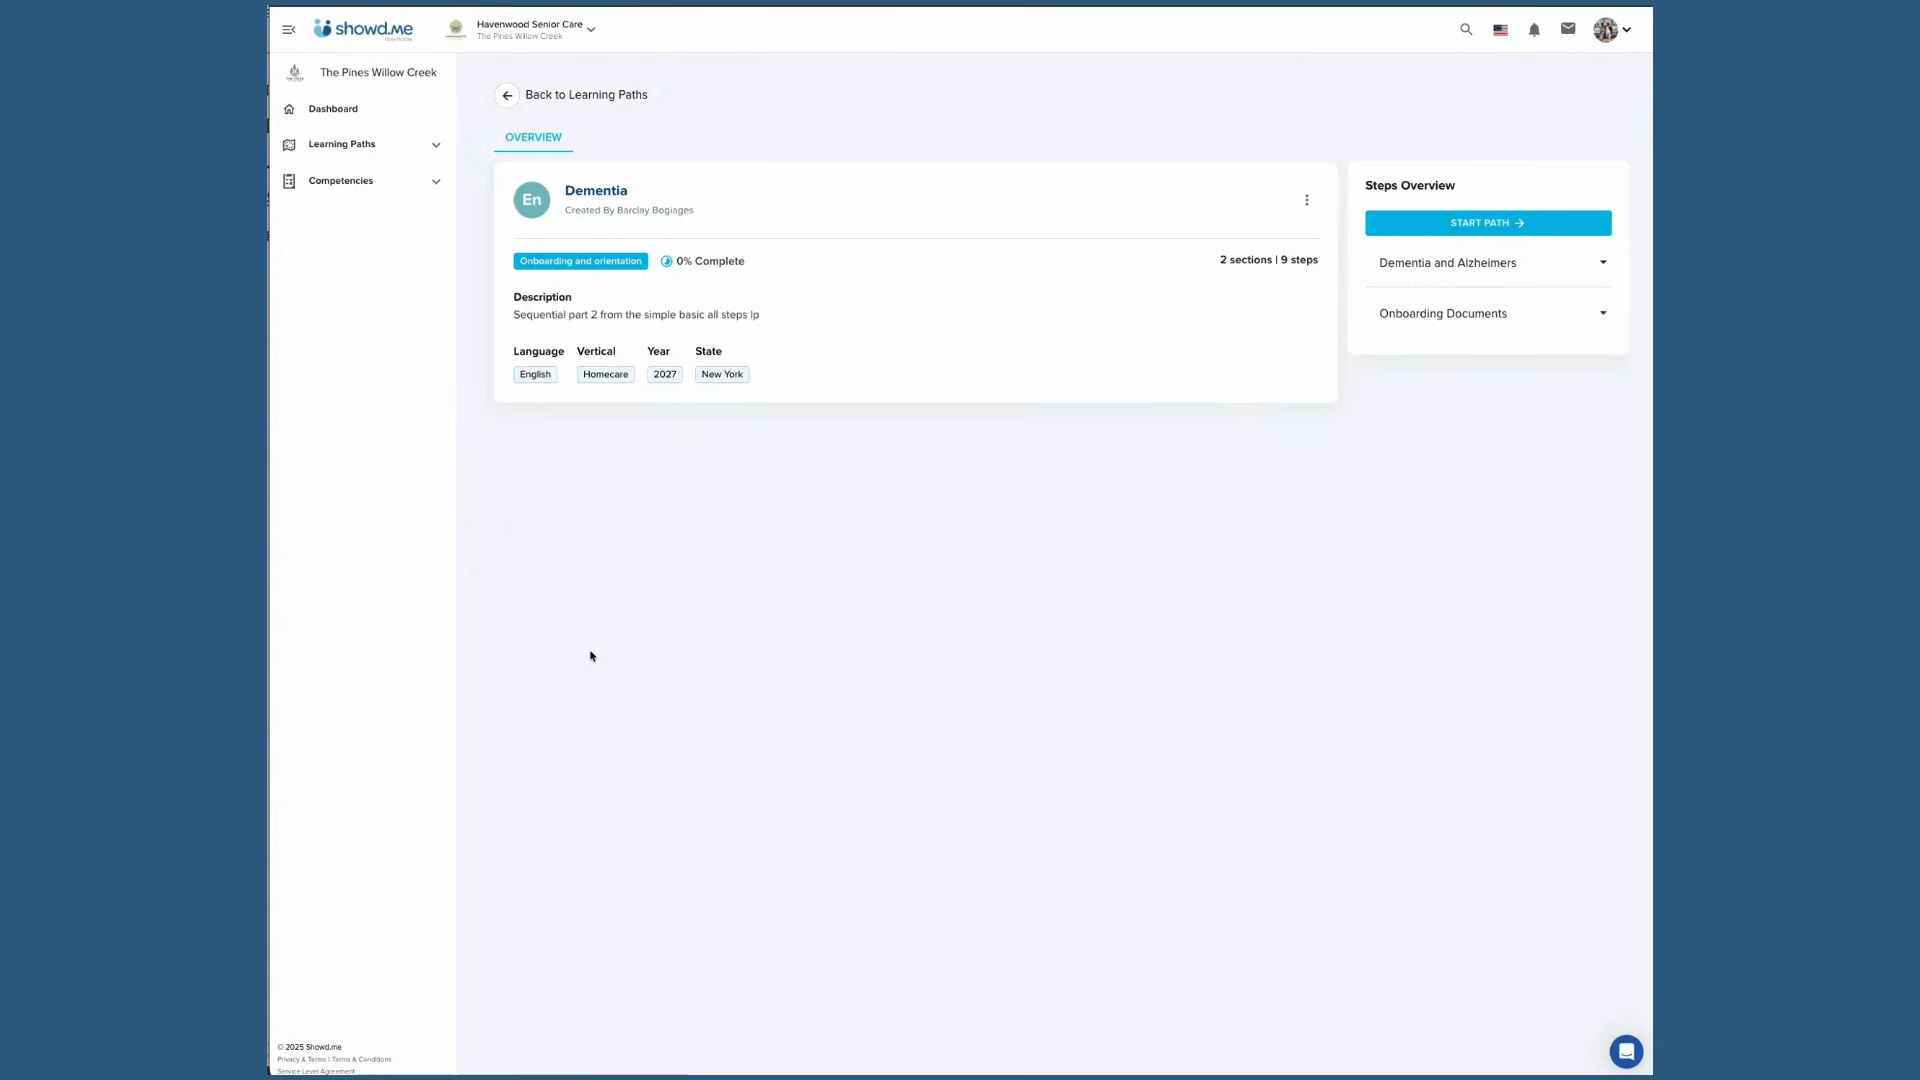 showd.me
Havenwood Senior Care
The Pines Willow Creek
The Pines Willow Creek
Dashboard
Learning Paths
Competencies
Back to Learning Paths
OVERVIEW
En
Dementia
Created By Barclay Bogiages
Onboarding and orientation
0% Complete
2 sections | 9 steps
Description
Sequential part 2 from the simple basic all steps lp
Language Vertical Year State
English Homecare 2027 New York
Steps Overview
START PATH →
Dementia and Alzheimers
Onboarding Documents
© 2025 Showd.me
Privacy & Terms | Terms & Conditions
Service Level Agreement